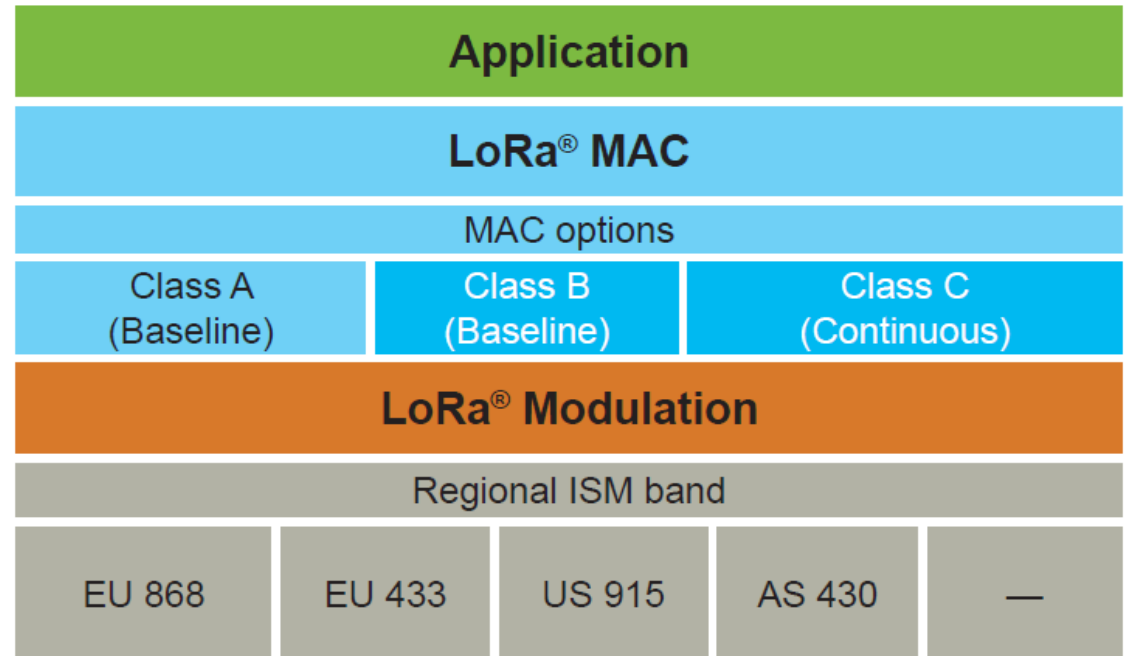 Application
LoRa® MAC
MAC options
Class A
(Baseline)
Class B
(Baseline)
Class C
(Continuous)
LoRa® Modulation
Regional ISM band
EU 868
EU 433
US 915
AS 430
—